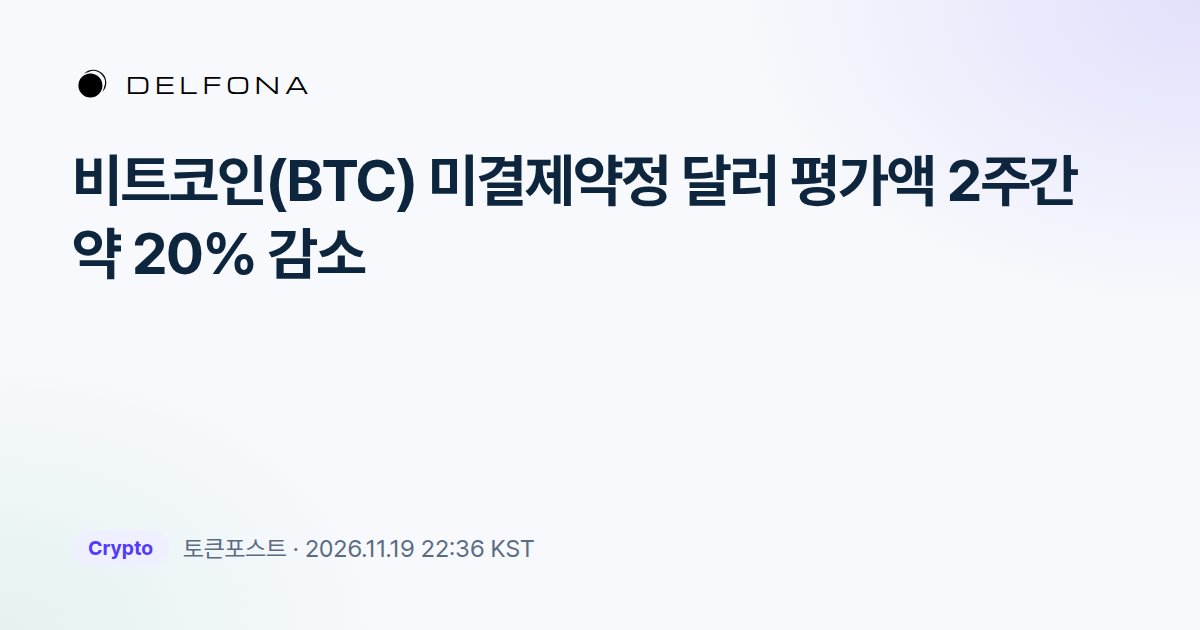 DELFONA
비트코인(BTC) 미결제약정 달러 평가액 2주간
약 20% 감소
Crypto 토큰포스트 · 2026.11.19 22:36 KST